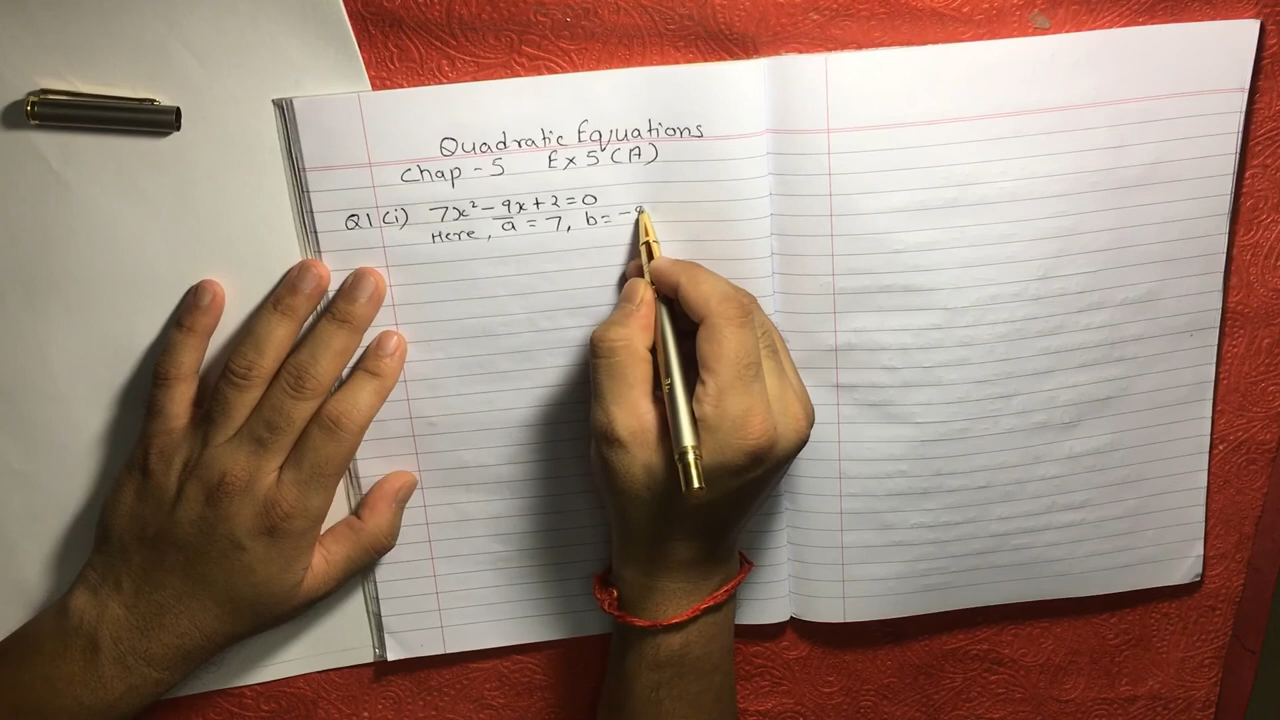 Quadratic Equations
Chap - 5 Ex 5 (A)
Q1 (i) 7x² - 9x + 2 = 0
Here, a = 7, b = -9